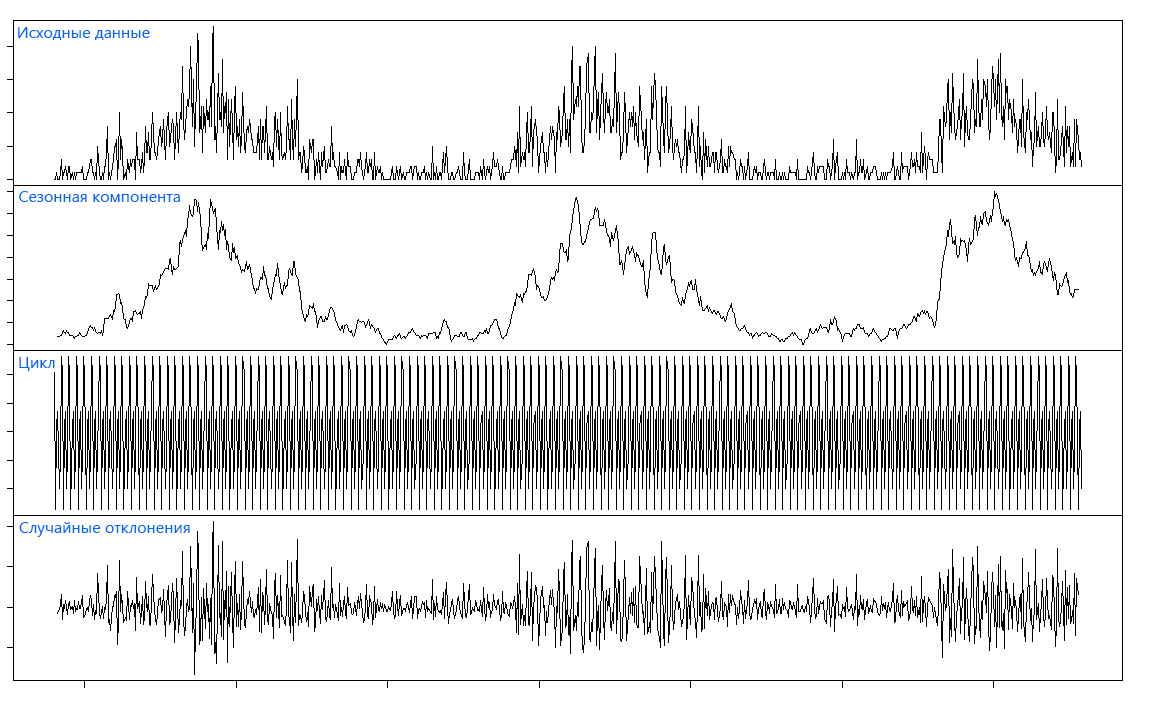 Исходные данные
Сезонная компонента
Цикл
Случайные отклонения